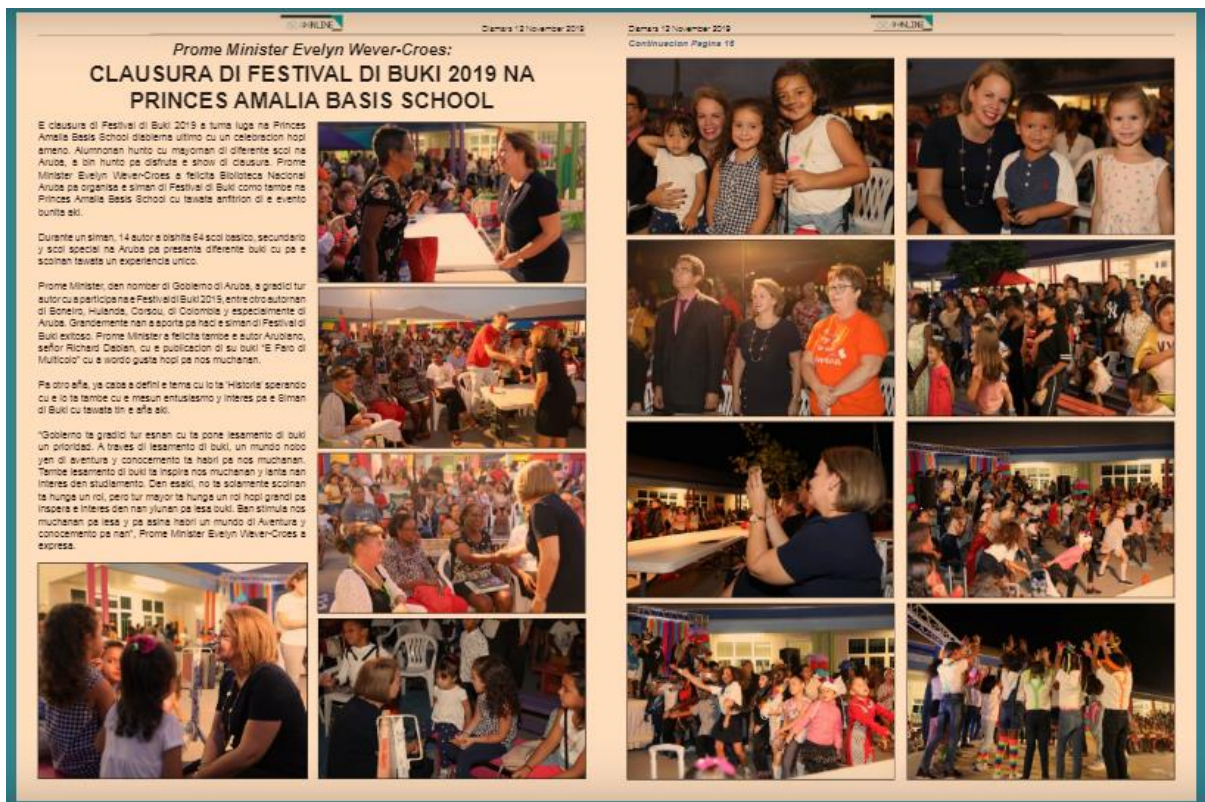 Diamars 12 November 2019
Prome Minister Evelyn Wever-Croes:
CLAUSURA DI FESTIVAL DI BUKI 2019 NA
PRINCES AMALIA BASIS SCHOOL
E clausura di Festival di Buki 2019 a tuma luga na Princes
Amalia Basis School diabierna ultimo cu un celebracion hopi
ameno. Alumnonan hunto cu mayornan di diferente scol na
Aruba, a bin hunto pa disfruta e show di clausura. Prome
Minister Evelyn Wever-Croes a felicita Biblioteca Nacional
Aruba pa organisa e siman di Festival di Buki como tambe na
Princes Amalia Basis School cu tawata anfitrion di e evento
bunita aki.
Durante un siman, 14 autor a bishita 64 scol basico, secundario
y scol special na Aruba pa presenta diferente buki cu pa e
scolnan tawata un experiencia unico.
Prome Minister, den nomber di Gobierno di Aruba, a gradici tur
autor cu a participa na e Festival di Buki 2019, entre otro autornan
di Boneiro, Hulanda, Corsou, di Colombia y especialmente di
Aruba. Grandemente nan a aporta pa haci e siman di Festival di
Buki exitoso. Prome Minister a felicita tambe e autor Arubiano,
señor Richard Dabian, cu e publicacion di su buki "E Faro di
Multicolo" cu a wordo gusta hopi pa nos muchanan.
Pa otro aña, ya caba a defini e tema cu lo ta 'Historia' sperando
cu e lo ta tambe cu e mesun entusiasmo y interes pa e Siman
di Buki cu tawata tin e aña aki.
"Gobierno ta gradici tur esnan cu ta pone lesamento di buki
un prioridad. A traves di lesamento di buki, un mundo nobo
yen di aventura y conocemento ta habri pa nos muchanan.
Tambe lesamento di buki ta inspira nos muchanan y lanta nan
interes den studiamento. Den esaki, no ta solamente scolnan
ta hunga un rol, pero tur mayor ta hunga un rol hopi grandi pa
inspera e interes den nan yiunan pa lesa buki. Ban stimula nos
muchanan pa lesa y pa asina habri un mundo di Aventura y
conocemento pa nan", Prome Minister Evelyn Wever-Croes a
expresa.
Diamars 12 November 2019
Continuacion Pagina 15